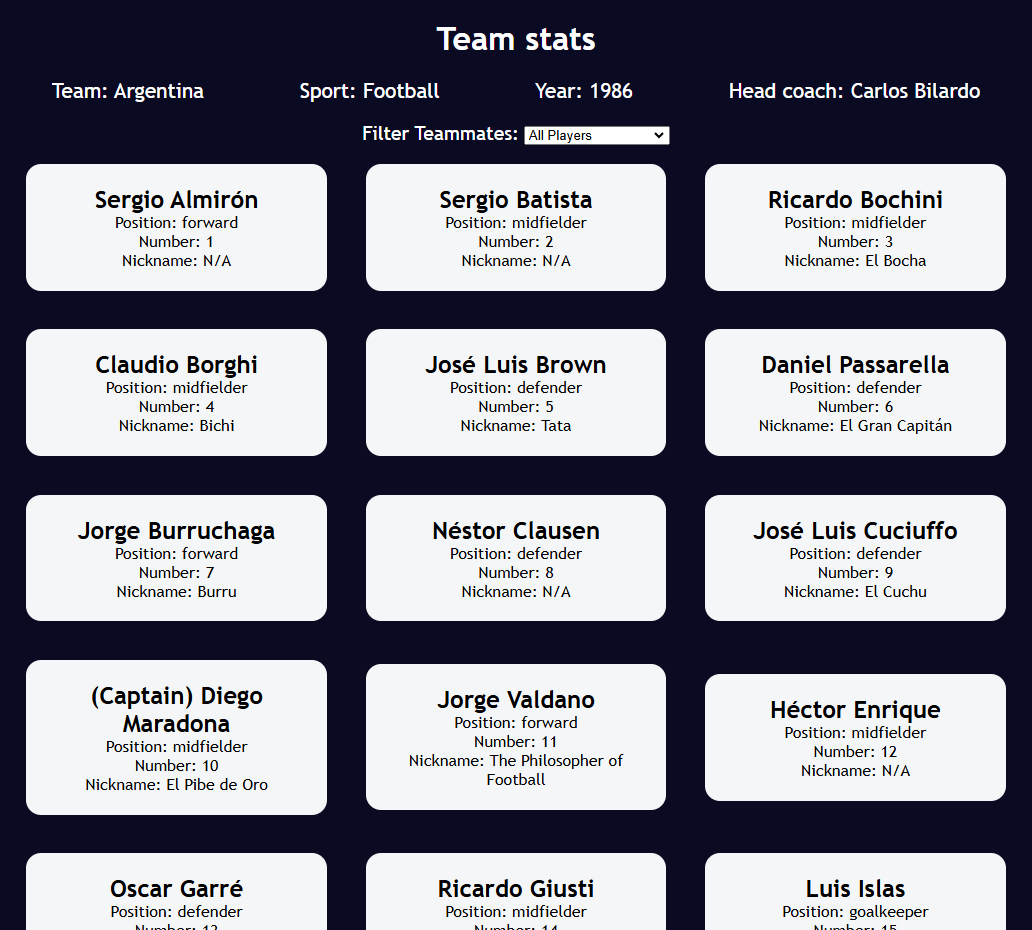 Team stats
Team: Argentina Sport: Football Year: 1986 Head coach: Carlos Bilardo
Filter Teammates: All Players
Sergio Almirón
Position: forward
Number: 1
Nickname: N/A
Sergio Batista
Position: midfielder
Number: 2
Nickname: N/A
Ricardo Bochini
Position: midfielder
Number: 3
Nickname: El Bocha
Claudio Borghi
Position: midfielder
Number: 4
Nickname: Bichi
José Luis Brown
Position: defender
Number: 5
Nickname: Tata
Daniel Passarella
Position: defender
Number: 6
Nickname: El Gran Capitán
Jorge Burruchaga
Position: forward
Number: 7
Nickname: Burru
Néstor Clausen
Position: defender
Number: 8
Nickname: N/A
José Luis Cuciuffo
Position: defender
Number: 9
Nickname: El Cuchu
(Captain) Diego
Maradona
Position: midfielder
Number: 10
Nickname: El Pibe de Oro
Jorge Valdano
Position: forward
Number: 11
Nickname: The Philosopher of
Football
Héctor Enrique
Position: midfielder
Number: 12
Nickname: N/A
Oscar Garré
Position: defender
Number: 13
Ricardo Giusti
Position: midfielder
Number: 14
Luis Islas
Position: goalkeeper
Number: 15